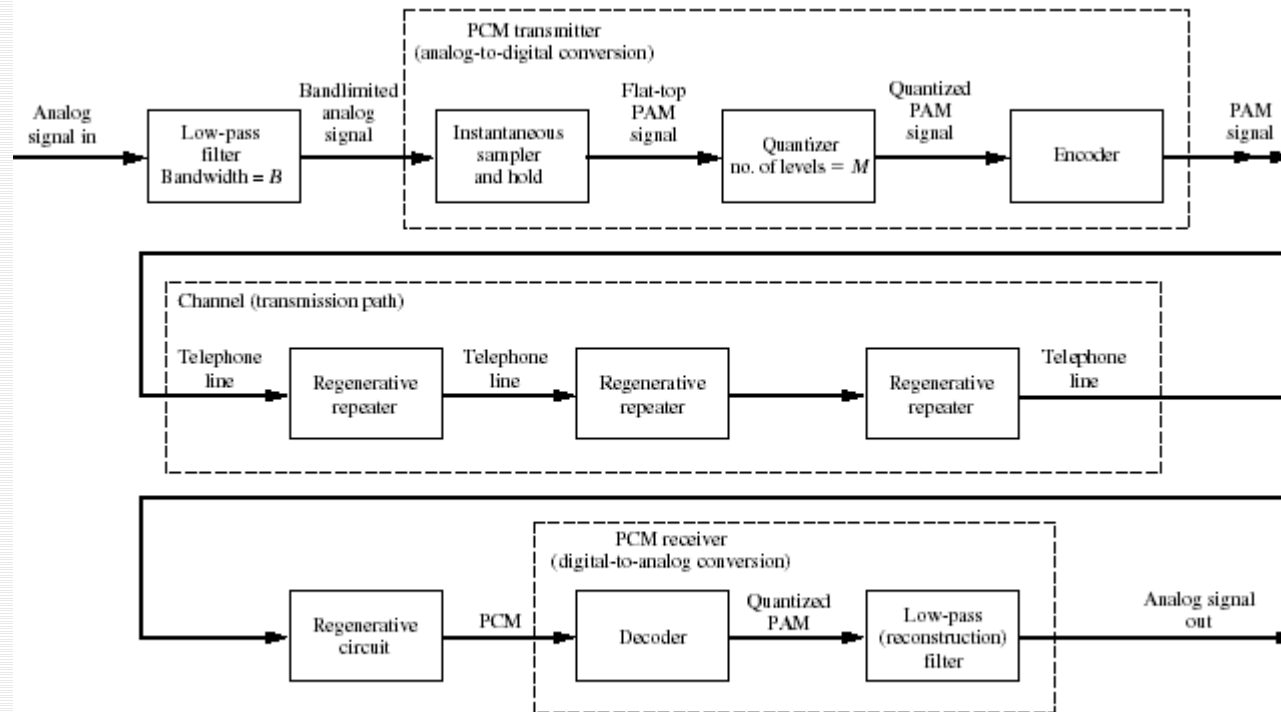 PCM transmitter
(analog-to-digital conversion)
Analog
signal in
Low-pass
filter
Bandwidth = B
Bandlimited
analog
signal
Instantaneous
sampler
and hold
Flat-top
PAM
signal
Quantizer
no. of levels = M
Quantized
PAM
signal
Encoder
PAM
signal
Channel (transmission path)
Telephone
line
Regenerative
repeater
Telephone
line
Regenerative
repeater
Regenerative
repeater
Telephone
line
PCM receiver
(digital-to-analog conversion)
Regenerative
circuit
PCM
Decoder
Quantized
PAM
Low-pass
(reconstruction)
filter
Analog signal
out